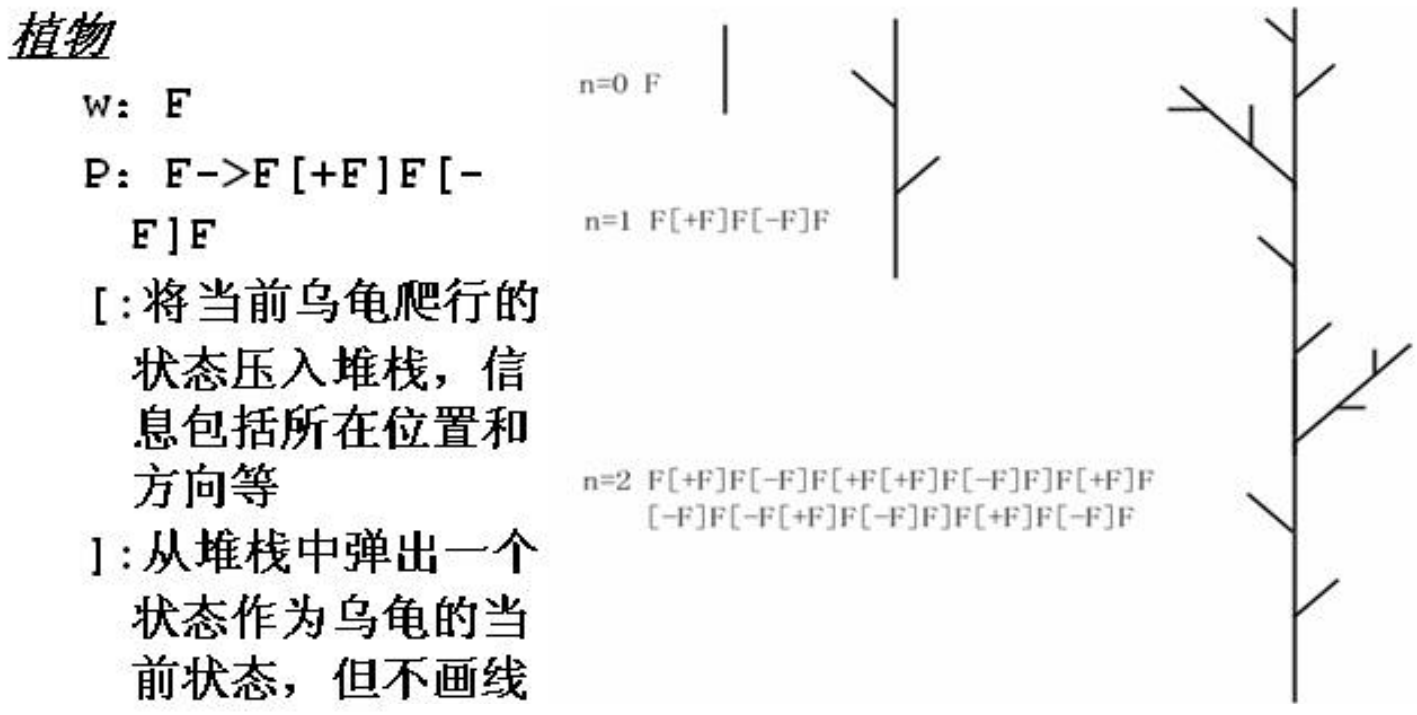 植物
w: F
P: F->F[+F]F[-
F]F
[:将当前乌龟爬行的
状态压入堆栈，信
息包括所在位置和
方向等
]:从堆栈中弹出一个
状态作为乌龟的当
前状态，但不画线
n=0 F
n=1 F[+F]F[-F]F
n=2 F[+F]F[-F]F[+F[+F]F[-F]F]F[+F]F
[-F]F[-F[+F]F[-F]F]F[+F]F[-F]F